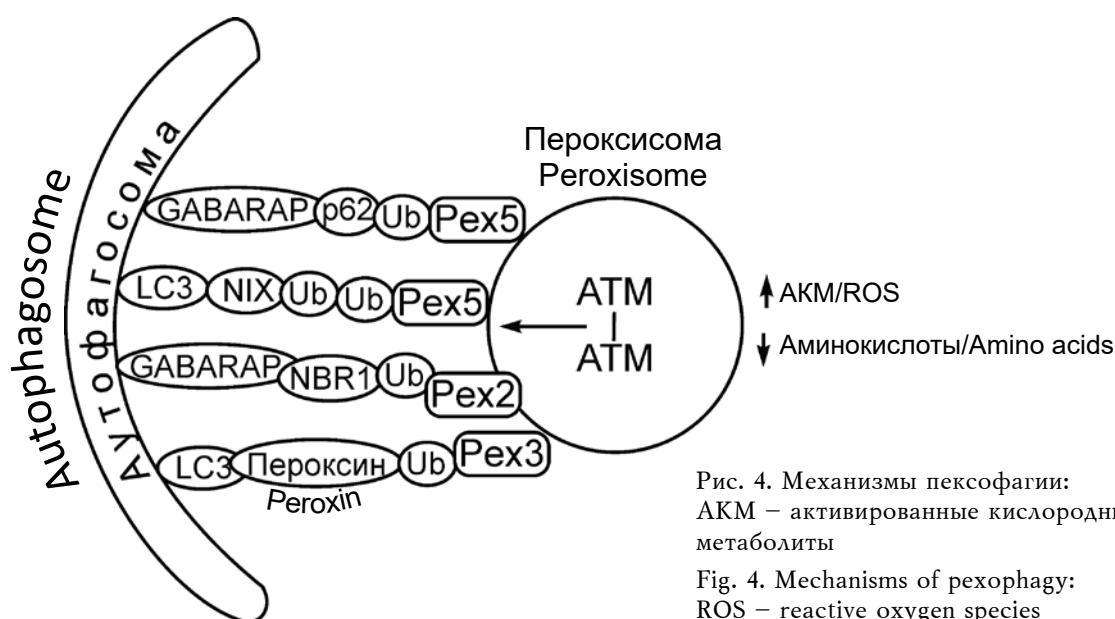 Autophagosome
Аутофагосома
Пероксисома
Peroxisome
GABARAP p62 Ub Pex5
LC3 NIX Ub Ub Pex5
GABARAP NBR1 Ub Pex2
LC3 Пероксин Ub Pex3
Peroxin
ATM
ATM
АКМ/ROS
Аминокислоты/Amino acids
Рис. 4. Механизмы пексофагии:
АКМ – активированные кислородны
метаболиты
Fig. 4. Mechanisms of pexophagy:
ROS – reactive oxygen species